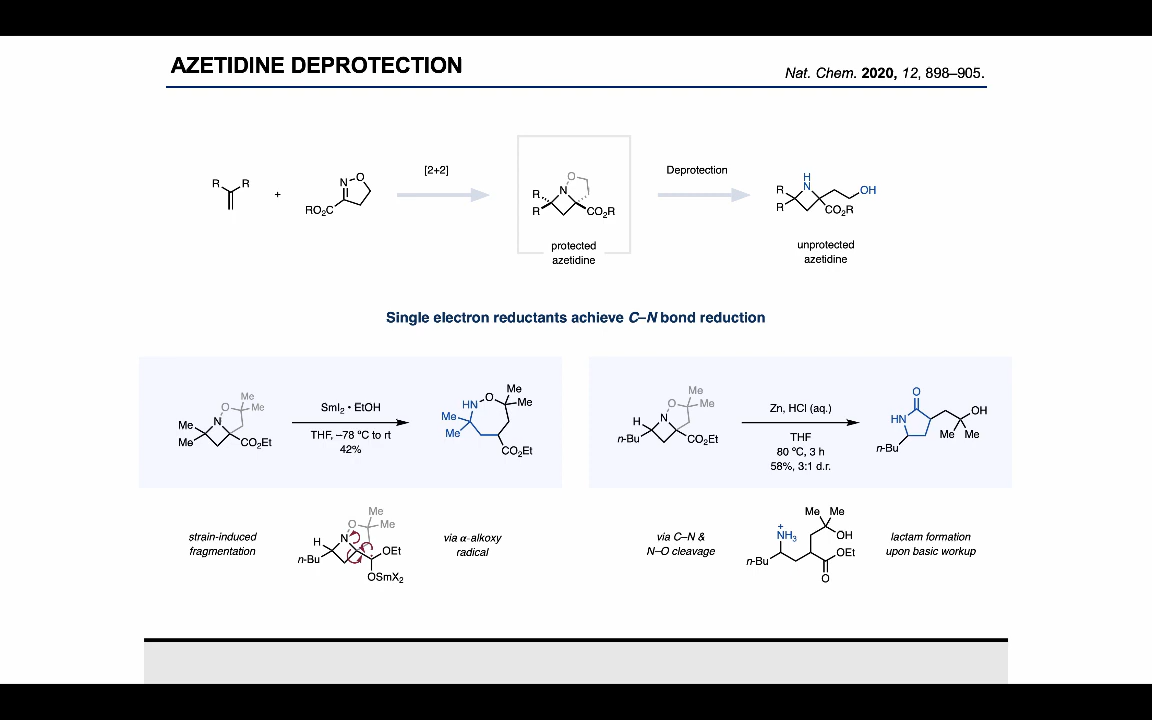 AZETIDINE DEPROTECTION
Nat. Chem. 2020, 12, 898–905.
R R
+
N O
RO₂C
[2+2]
O
N
R
R
CO₂R
protected
azetidine
Deprotection
H
N
R
R
OH
CO₂R
unprotected
azetidine
Single electron reductants achieve C–N bond reduction
Me
O Me
N
Me
Me
CO₂Et
SmI₂ • EtOH
THF, –78 °C to rt
42%
Me
HN O Me
Me
Me
CO₂Et
Me
O Me
H N
n-Bu
CO₂Et
Zn, HCl (aq.)
THF
80 ºC, 3 h
58%, 3:1 d.r.
O
HN
OH
Me Me
n-Bu
strain-induced
fragmentation
Me
O Me
H N
n-Bu
OEt
OSmX₂
via α-alkoxy
radical
via C–N &
N–O cleavage
Me Me
+
NH₃
OH
OEt
n-Bu
O
lactam formation
upon basic workup